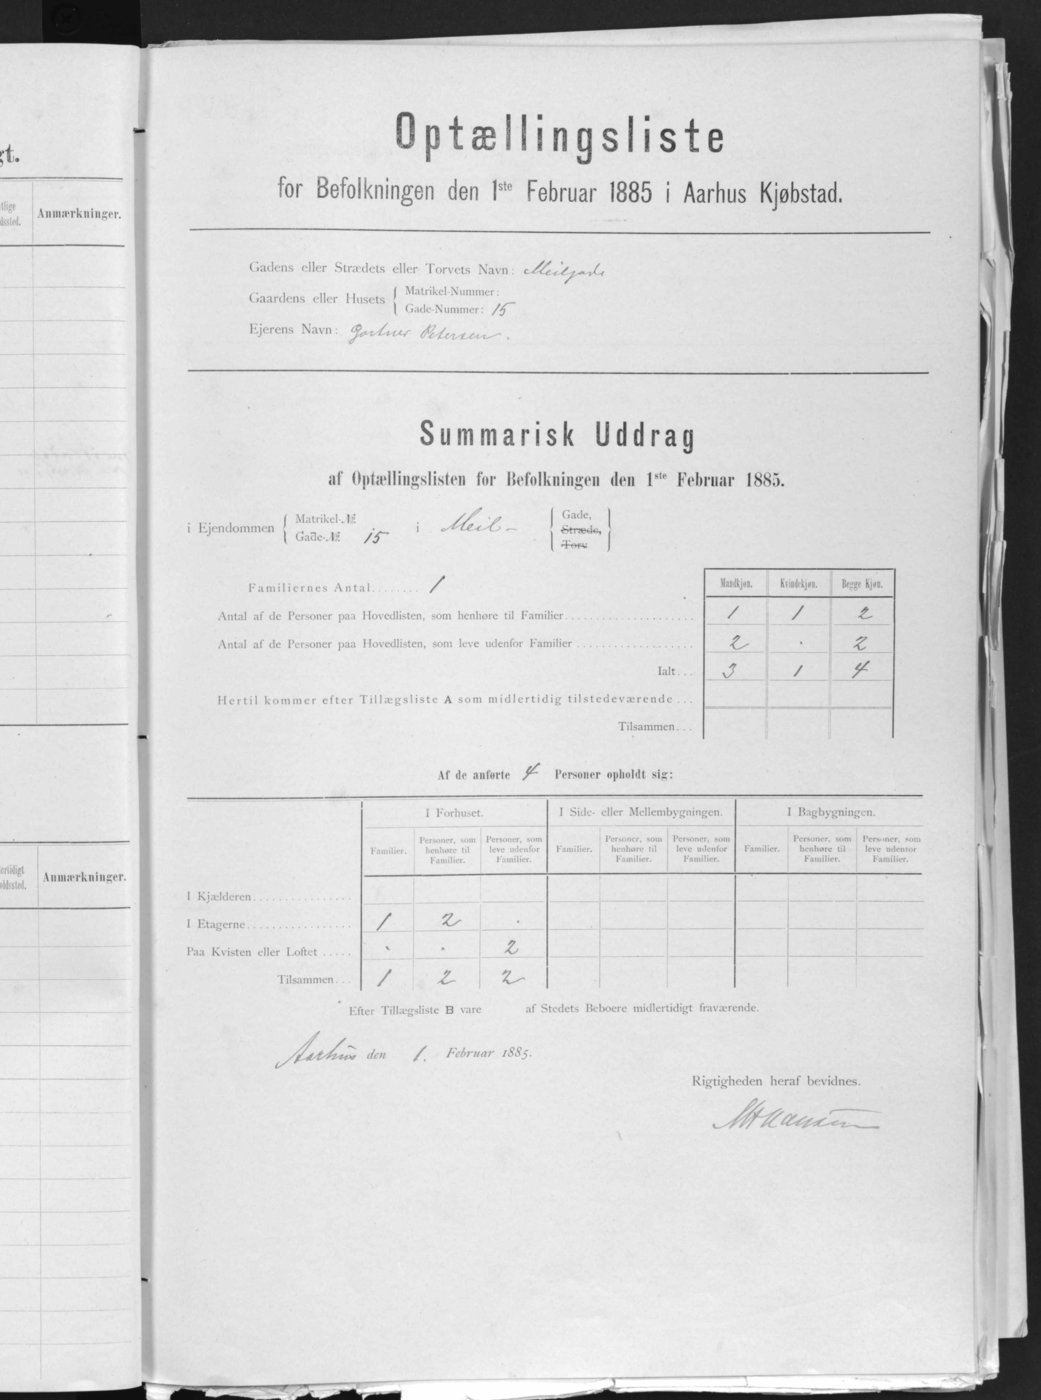 gt.
Anmærkninger.
Anmærkninger.
Optællingsliste
for Befolkningen den 1ste Februar 1885 i Aarhus Kjøbstad.
Gadens eller Strædets eller Torvets Navn: Meilgade
Gaardens eller Husets { Matrikel-Nummer:
Gade-Nummer: 15
Ejerens Navn: Gartner Petersen.
Summarisk Uddrag
af Optællingslisten for Befolkningen den 1ste Februar 1885.
i Ejendommen { Matrikel-№
Gade-№ 15 i Meil- { Gade, Stræde, Torv }
Familiernes Antal........ 1
Mandkjøn. Kvindekjøn. Begge Kjøn.
Antal af de Personer paa Hovedlisten, som henhøre til Familier 1 1 2
Antal af de Personer paa Hovedlisten, som leve udenfor Familier 2 . 2
Ialt... 3 1 4
Hertil kommer efter Tillægsliste A som midlertidig tilstedeværende...
Tilsammen...
Af de anførte 4 Personer opholdt sig:
I Forhuset. I Side- eller Mellembygningen. I Bagbygningen.
Familier. Personer, som henhøre til Familier. Personer, som leve udenfor Familier. Familier. Personer, som henhøre til Familier. Personer, som leve udenfor Familier. Familier. Personer, som henhøre til Familier. Personer, som leve udenfor Familier.
I Kjælderen
I Etagerne 1 2 .
Paa Kvisten eller Loftet . . 2
Tilsammen... 1 2 2
Efter Tillægsliste B vare af Stedets Beboere midlertidigt fraværende.
Aarhus den 1. Februar 1885.
Rigtigheden heraf bevidnes.